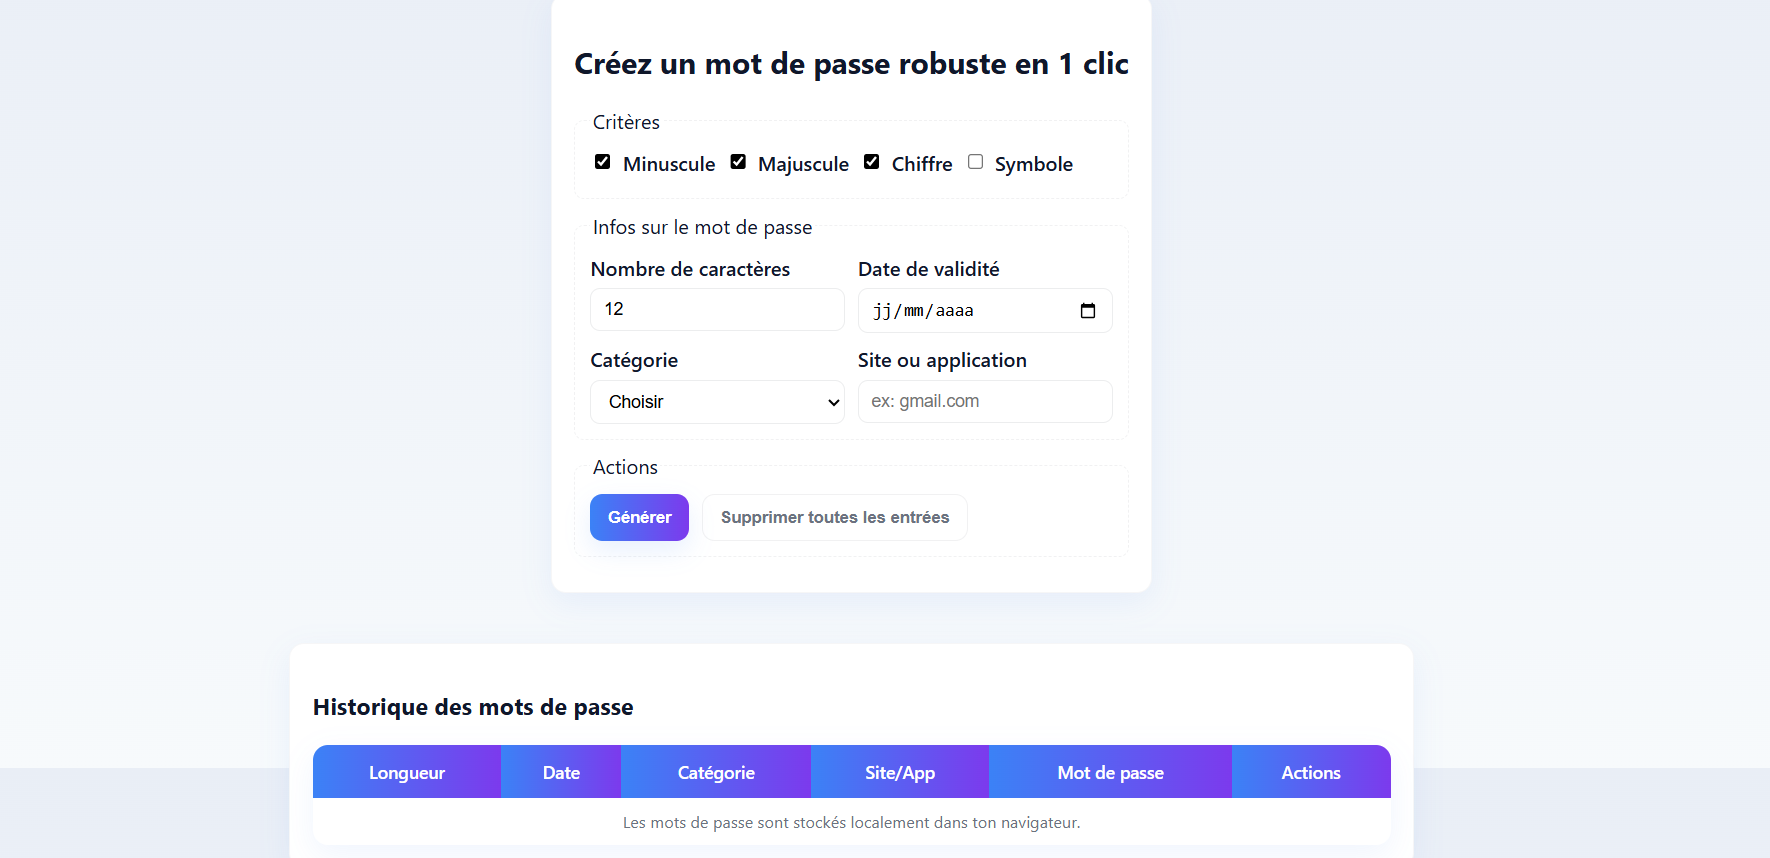 Créez un mot de passe robuste en 1 clic
Critères
Minuscule Majuscule Chiffre Symbole
Infos sur le mot de passe
Nombre de caractères Date de validité
12 jj/mm/aaaa
Catégorie Site ou application
Choisir ex: gmail.com
Actions
Générer Supprimer toutes les entrées
Historique des mots de passe
Longueur Date Catégorie Site/App Mot de passe Actions
Les mots de passe sont stockés localement dans ton navigateur.